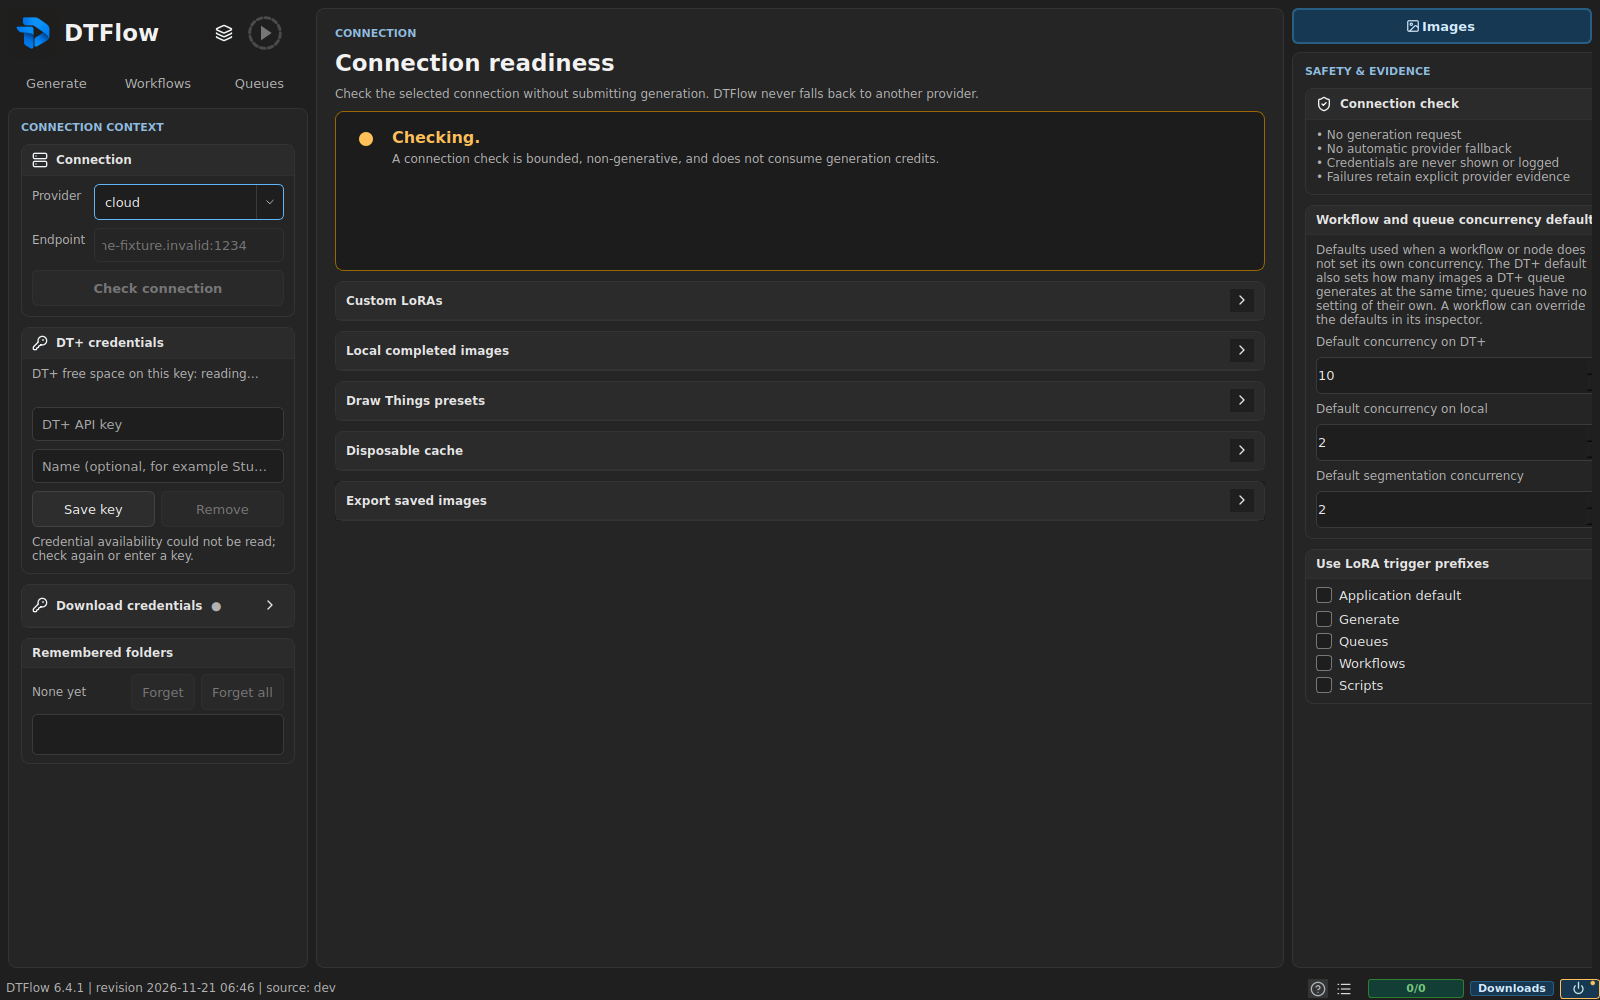 DTFlow
Generate
Workflows
Queues
CONNECTION CONTEXT
Connection
Provider
cloud
Endpoint
e-fixture.invalid:1234
Check connection
DT+ credentials
DT+ free space on this key: reading...
DT+ API key
Name (optional, for example Stu...
Save key
Remove
Credential availability could not be read;
check again or enter a key.
Download credentials
Remembered folders
None yet
Forget
Forget all
CONNECTION
Connection readiness
Check the selected connection without submitting generation. DTFlow never falls back to another provider.
Checking.
A connection check is bounded, non-generative, and does not consume generation credits.
Custom LoRAs
Local completed images
Draw Things presets
Disposable cache
Export saved images
Images
SAFETY & EVIDENCE
Connection check
• No generation request
• No automatic provider fallback
• Credentials are never shown or logged
• Failures retain explicit provider evidence
Workflow and queue concurrency default
Defaults used when a workflow or node does
not set its own concurrency. The DT+ default
also sets how many images a DT+ queue
generates at the same time; queues have no
setting of their own. A workflow can override
the defaults in its inspector.
Default concurrency on DT+
10
Default concurrency on local
2
Default segmentation concurrency
2
Use LoRA trigger prefixes
Application default
Generate
Queues
Workflows
Scripts
DTFlow 6.4.1 | revision 2026-11-21 06:46 | source: dev
0/0
Downloads